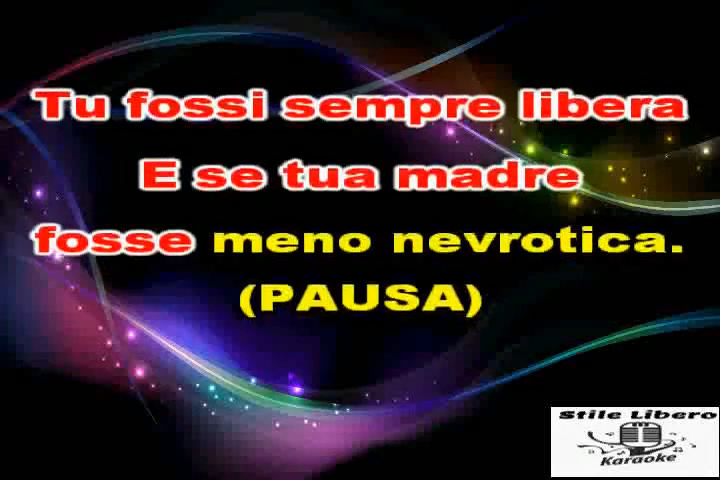 Tu fossi sempre libera
E se tua madre
fosse meno nevrotica.
(PAUSA)
Stile Libero
Karaoke